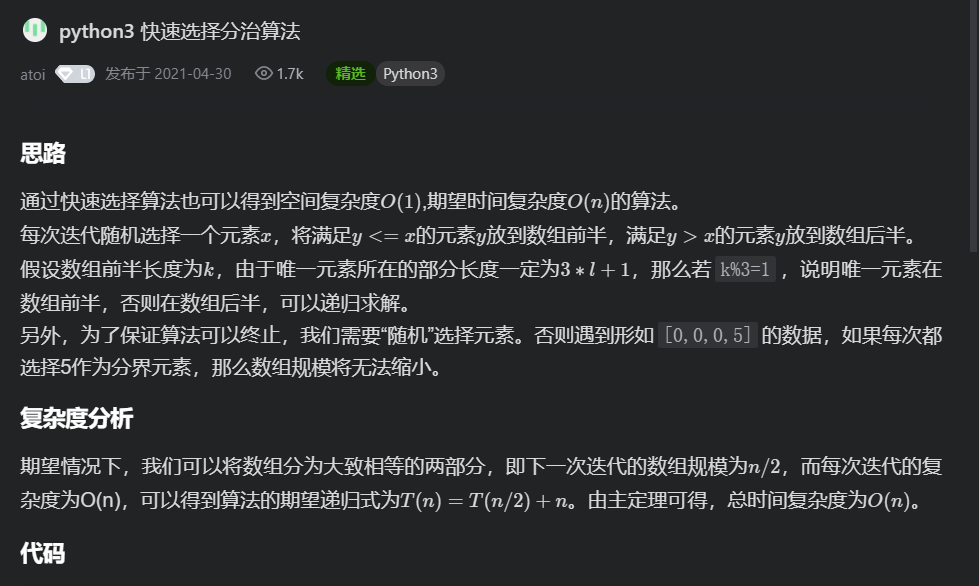 python3 快速选择分治算法
atoi L1 发布于 2021-04-30 1.7k 精选 Python3
思路
通过快速选择算法也可以得到空间复杂度O(1),期望时间复杂度O(n)的算法。
每次迭代随机选择一个元素x，将满足y <= x的元素y放到数组前半，满足y > x的元素y放到数组后半。
假设数组前半长度为k，由于唯一元素所在的部分长度一定为3 * l + 1，那么若 k%3=1 ，说明唯一元素在
数组前半，否则在数组后半，可以递归求解。
另外，为了保证算法可以终止，我们需要“随机”选择元素。否则遇到形如 [0,0,0,5] 的数据，如果每次都
选择5作为分界元素，那么数组规模将无法缩小。
复杂度分析
期望情况下，我们可以将数组分为大致相等的两部分，即下一次迭代的数组规模为n/2，而每次迭代的复
杂度为O(n)，可以得到算法的期望递归式为T(n) = T(n/2) + n。由主定理可得，总时间复杂度为O(n)。
代码